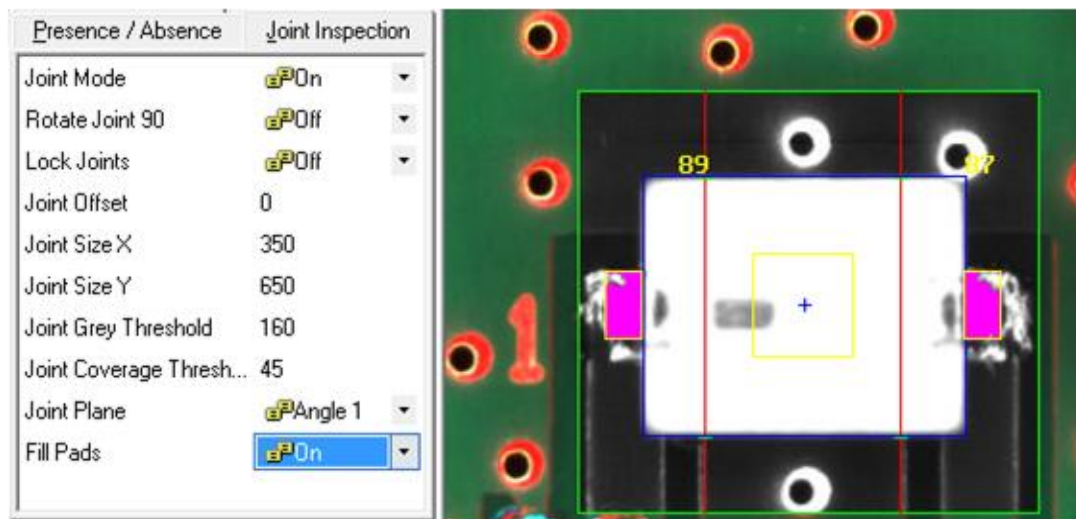 Presence / Absence Joint Inspection
Joint Mode On
Rotate Joint 90 Off
Lock Joints Off
Joint Offset 0
Joint Size X 350
Joint Size Y 650
Joint Grey Threshold 160
Joint Coverage Thresh... 45
Joint Plane Angle 1
Fill Pads On
89 87
1